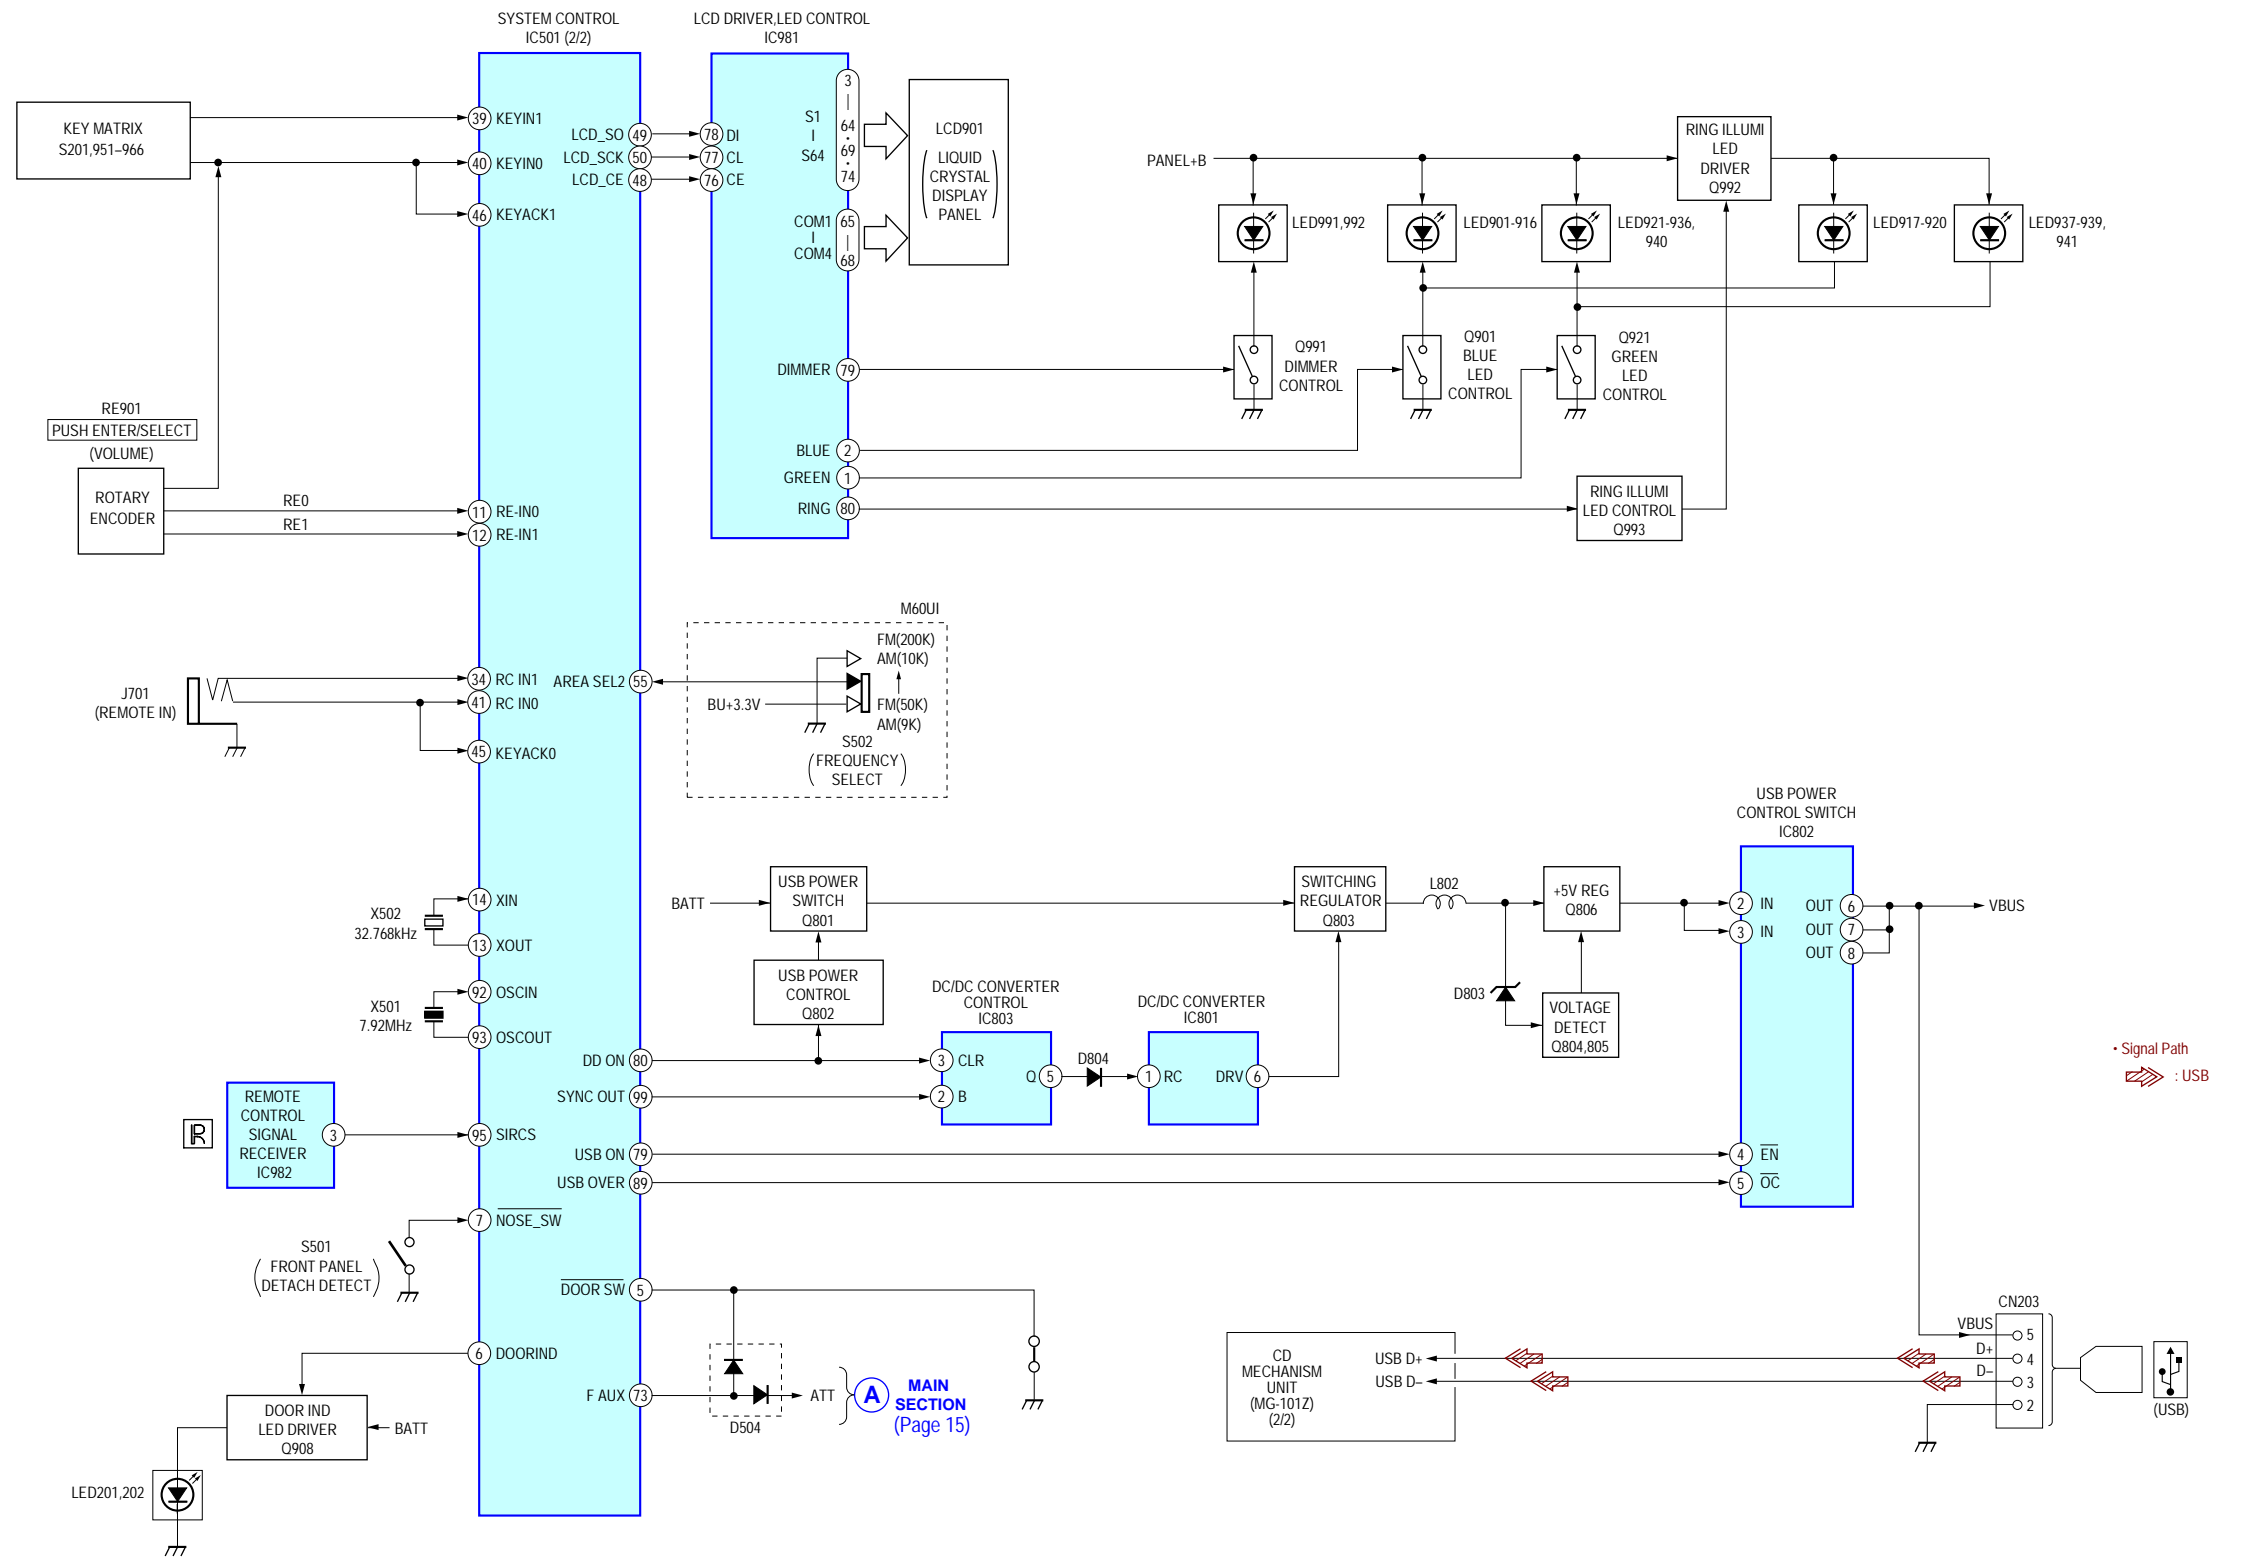 SYSTEM CONTROL
IC501 (2/2)
LCD DRIVER,LED CONTROL
IC981
KEY MATRIX
S201,951–966
39 KEYIN1
40 KEYIN0
46 KEYACK1
LCD_SO 49
LCD_SCK 50
LCD_CE 48
78 DI
77 CL
76 CE
S1
S64
3
64
69
74
COM1
COM4
65
68
LCD901
LIQUID
CRYSTAL
DISPLAY
PANEL
PANEL+B
RING ILLUMI
LED
DRIVER
Q992
LED991,992
LED901-916
LED921-936,
940
LED917-920
LED937-939,
941
DIMMER 79
Q991
DIMMER
CONTROL
Q901
BLUE
LED
CONTROL
Q921
GREEN
LED
CONTROL
BLUE 2
GREEN 1
RING 80
RING ILLUMI
LED CONTROL
Q993
RE901
PUSH ENTER/SELECT
(VOLUME)
ROTARY
ENCODER
RE0
RE1
11 RE-IN0
12 RE-IN1
J701
(REMOTE IN)
34 RC IN1
41 RC IN0
45 KEYACK0
AREA SEL2 55
M60UI
FM(200K)
AM(10K)
BU+3.3V
FM(50K)
AM(9K)
S502
FREQUENCY
SELECT
X502
32.768kHz
14 XIN
13 XOUT
X501
7.92MHz
92 OSCIN
93 OSCOUT
BATT
USB POWER
SWITCH
Q801
USB POWER
CONTROL
Q802
DD ON 80
SYNC OUT 99
DC/DC CONVERTER
CONTROL
IC803
3 CLR
2 B
Q 5
D804
DC/DC CONVERTER
IC801
1 RC
DRV 6
SWITCHING
REGULATOR
Q803
L802
D803
+5V REG
Q806
VOLTAGE
DETECT
Q804,805
USB POWER
CONTROL SWITCH
IC802
2 IN
3 IN
OUT 6
OUT 7
OUT 8
VBUS
4 EN
5 OC
• Signal Path
: USB
REMOTE
CONTROL
SIGNAL
RECEIVER
IC982
3
R
95 SIRCS
USB ON 79
USB OVER 89
7 NOSE_SW
S501
FRONT PANEL
DETACH DETECT
DOOR SW 5
6 DOORIND
F AUX 73
D504
ATT
A
MAIN
SECTION
(Page 15)
DOOR IND
LED DRIVER
Q908
BATT
LED201,202
CD
MECHANISM
UNIT
(MG-101Z)
(2/2)
USB D+
USB D–
CN203
VBUS
5
D+
4
D–
3
2
(USB)